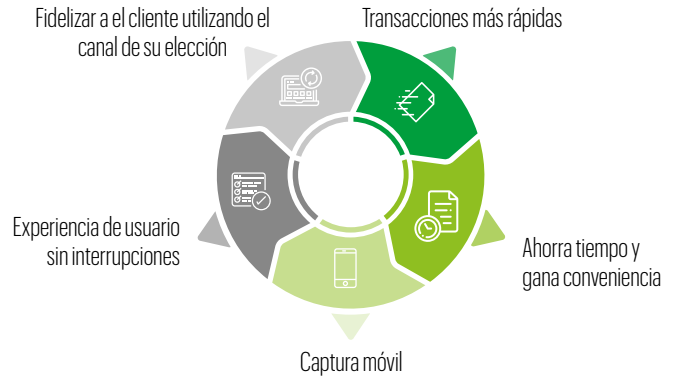 Fidelizar a el cliente utilizando el
canal de su elección
Transacciones más rápidas
Experiencia de usuario
sin interrupciones
Ahorra tiempo y
gana conveniencia
Captura móvil